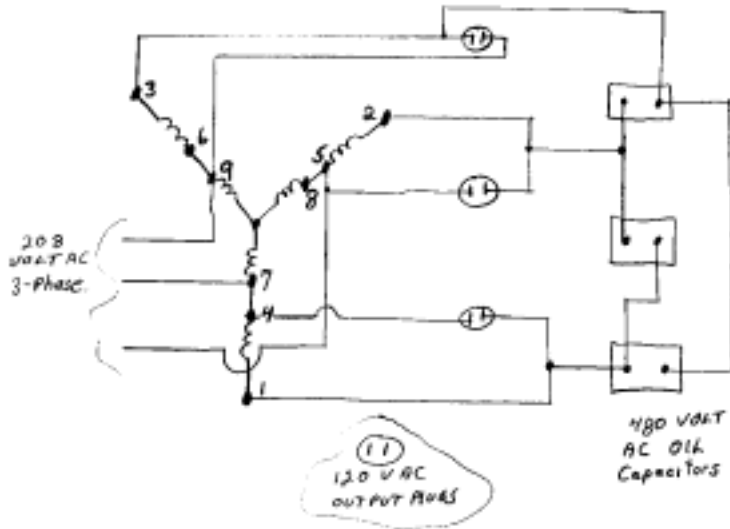 3
2
6
5
9
8
208
VOLT AC
3-Phase
7
4
1
480 VOLT
AC OIL
Capacitors
120 VAC
OUTPUT PLUGS